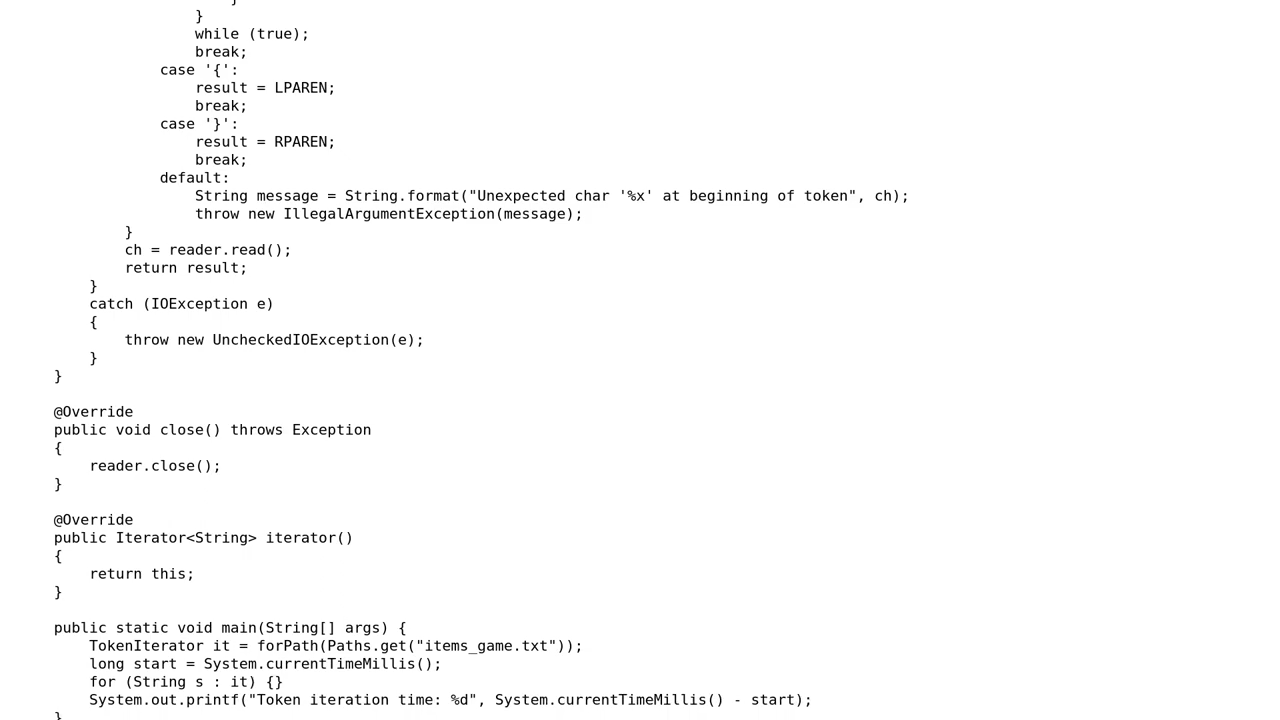 }
}
while (true);
break;
case '{':
result = LPAREN;
break;
case '}':
result = RPAREN;
break;
default:
String message = String.format("Unexpected char '%x' at beginning of token", ch);
throw new IllegalArgumentException(message);
}
ch = reader.read();
return result;
}
catch (IOException e)
{
throw new UncheckedIOException(e);
}
}
@Override
public void close() throws Exception
{
reader.close();
}
@Override
public Iterator<String> iterator()
{
return this;
}
public static void main(String[] args) {
TokenIterator it = forPath(Paths.get("items_game.txt"));
long start = System.currentTimeMillis();
for (String s : it) {}
System.out.printf("Token iteration time: %d", System.currentTimeMillis() - start);
}